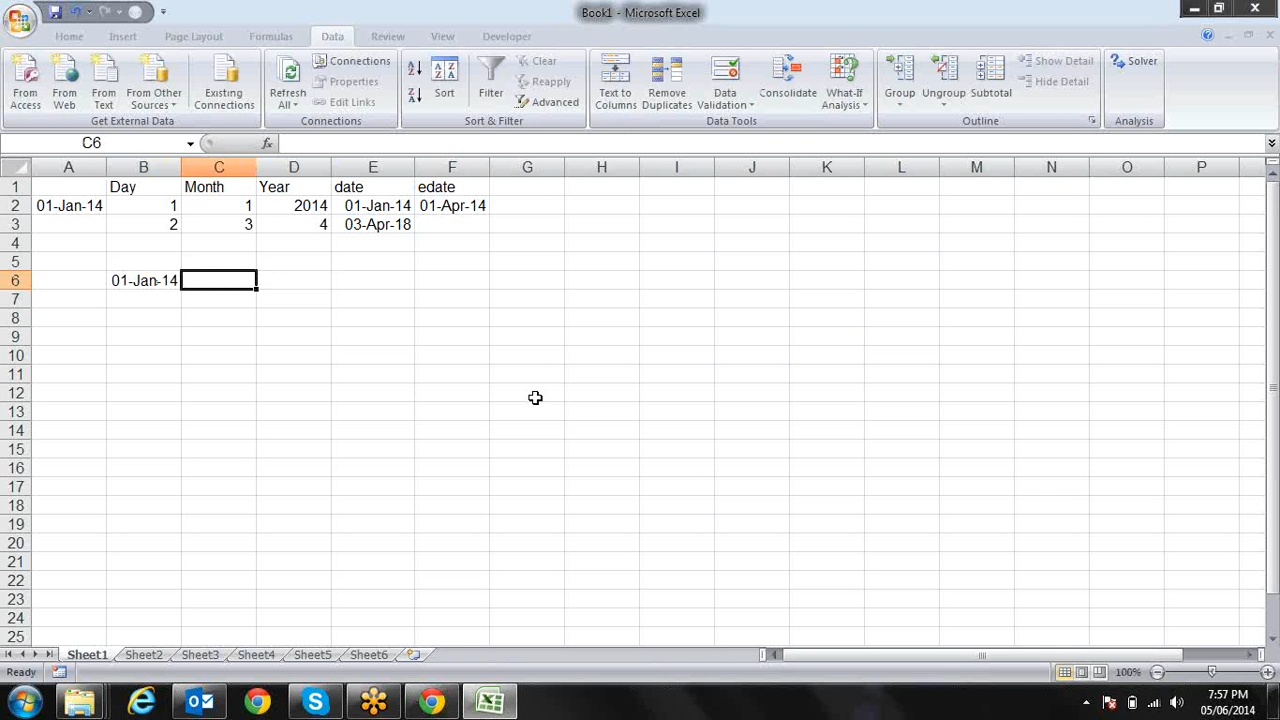 Book1 - Microsoft Excel
Home Insert Page Layout Formulas Data Review View Developer
From Access
From Web
From Text
From Other Sources
Existing Connections
Get External Data
Refresh All
Connections
Properties
Edit Links
Connections
Sort
Filter
Clear
Reapply
Advanced
Sort & Filter
Text to Columns
Remove Duplicates
Data Validation
Consolidate
What-If Analysis
Data Tools
Group
Ungroup
Subtotal
Show Detail
Hide Detail
Outline
Solver
Analysis
C6 fx
A B C D E F G H I J K L M N O P
1 Day Month Year date edate
2 01-Jan-14 1 1 2014 01-Jan-14 01-Apr-14
3 2 3 4 03-Apr-18
4
5
6 01-Jan-14
7
8
9
10
11
12
13
14
15
16
17
18
19
20
21
22
23
24
25
Sheet1 Sheet2 Sheet3 Sheet4 Sheet5 Sheet6
Ready 100%
7:57 PM
05/06/2014